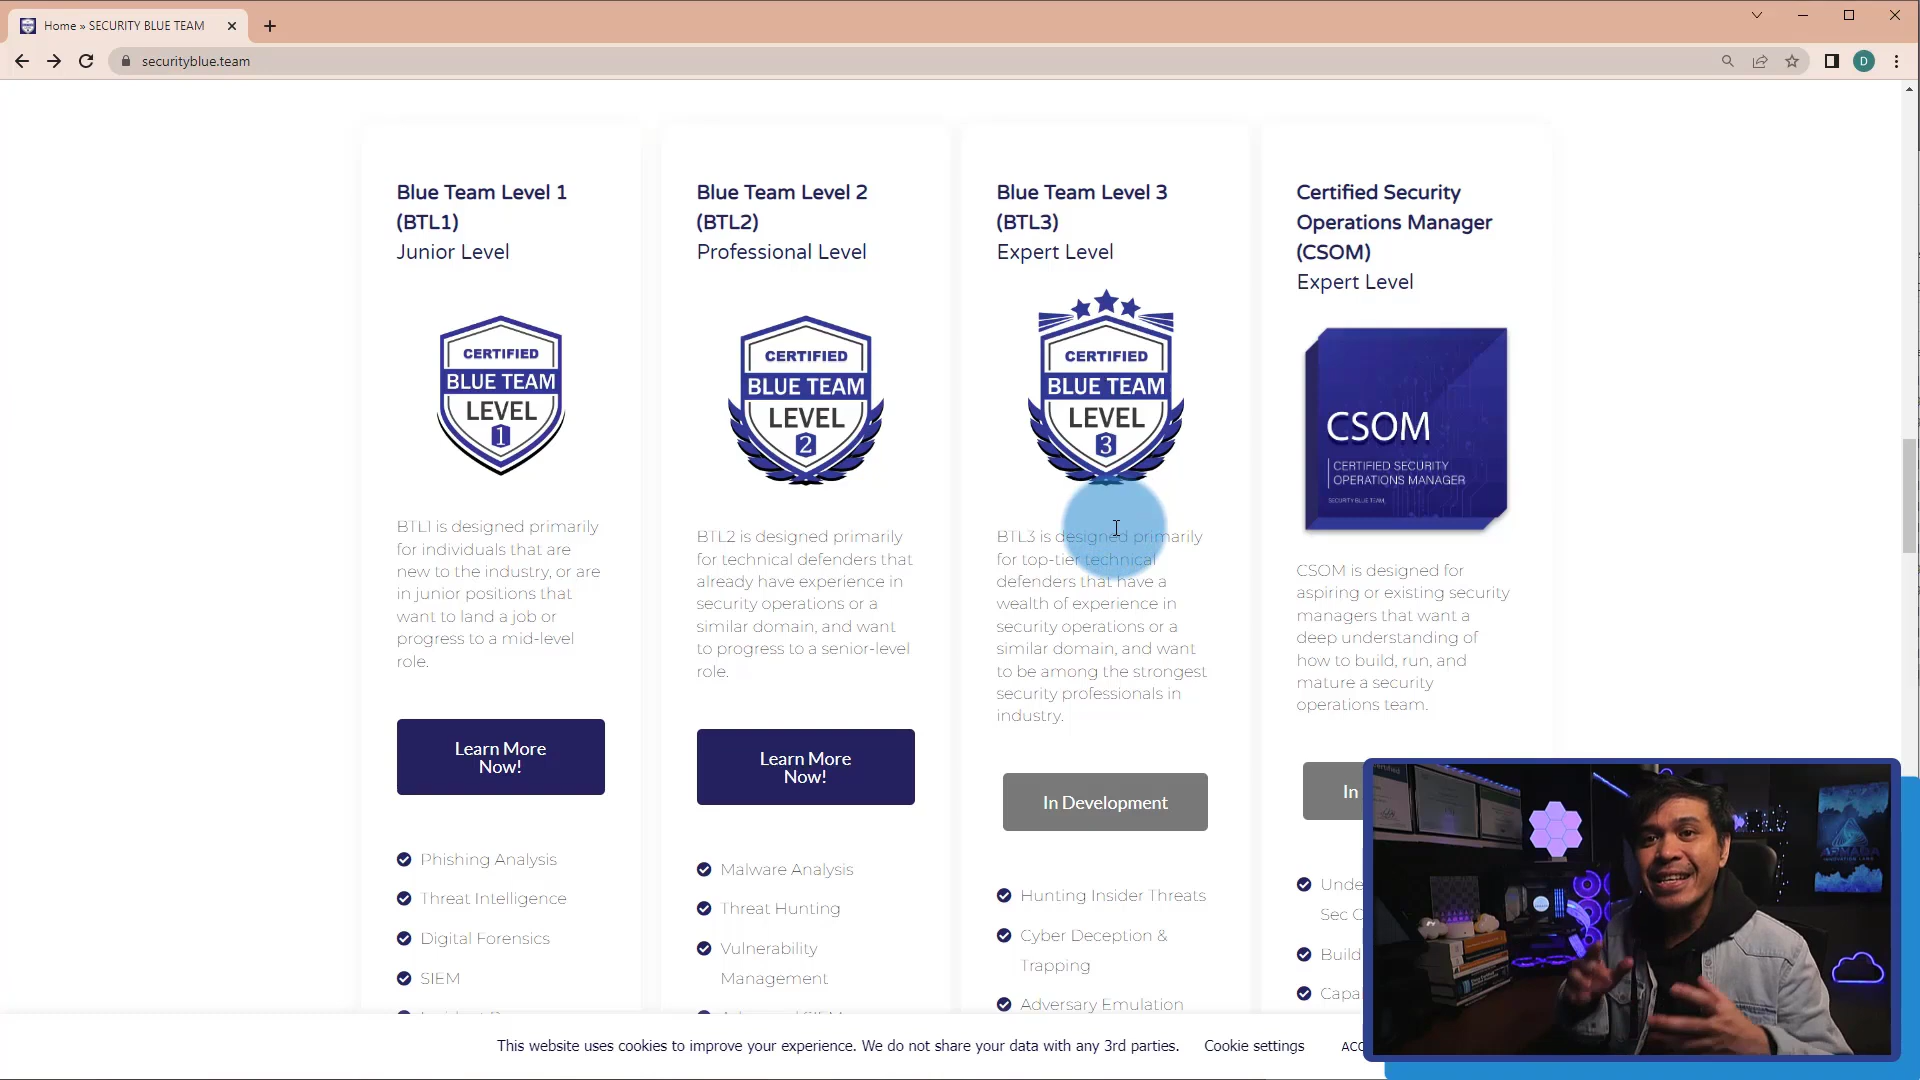 Home » SECURITY BLUE TEAM
securityblue.team
D
Blue Team Level 1
(BTL1)
Junior Level
CERTIFIED
BLUE TEAM
LEVEL
1
BTL1 is designed primarily
for individuals that are
new to the industry, or are
in junior positions that
want to land a job or
progress to a mid-level
role.
Learn More
Now!
Phishing Analysis
Threat Intelligence
Digital Forensics
SIEM
Blue Team Level 2
(BTL2)
Professional Level
CERTIFIED
BLUE TEAM
LEVEL
2
BTL2 is designed primarily
for technical defenders that
already have experience in
security operations or a
similar domain, and want
to progress to a senior-level
role.
Learn More
Now!
Malware Analysis
Threat Hunting
Vulnerability
Management
Blue Team Level 3
(BTL3)
Expert Level
CERTIFIED
BLUE TEAM
LEVEL
3
BTL3 is designed primarily
for top-tier technical
defenders that have a
wealth of experience in
security operations or a
similar domain, and want
to be among the strongest
security professionals in
industry.
In Development
Hunting Insider Threats
Cyber Deception &
Trapping
Adversary Emulation
Certified Security
Operations Manager
(CSOM)
Expert Level
CSOM
CERTIFIED SECURITY
OPERATIONS MANAGER
SECURITY BLUE TEAM
CSOM is designed for
aspiring or existing security
managers that want a
deep understanding of
how to build, run, and
mature a security
operations team.
In
Unde
Sec C
Build
Capa
This website uses cookies to improve your experience. We do not share your data with any 3rd parties.
Cookie settings
ACC